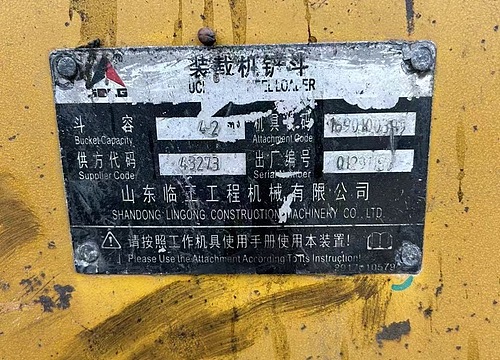 装载机铲斗
斗容 4.2 m³ 机具代码
Bucket Capacity Attachment Code
供方代码 43273 出厂编号
Supplier Code Serial Number
山东临工工程机械有限公司
SHANDONG LINGONG CONSTRUCTION MACHINERY CO., LTD
请按照工作机具使用手册使用本装置!
Please Use the Attachment According To Its Instruction!